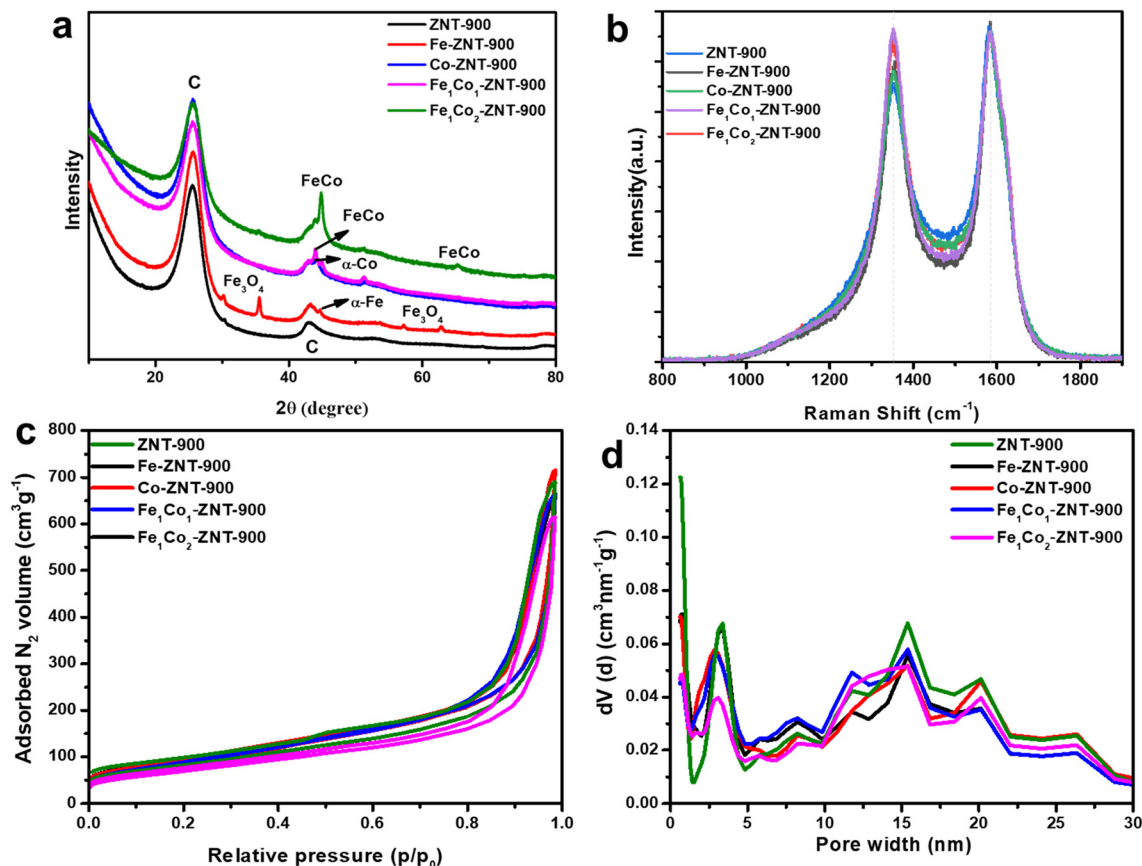 a
ZNT-900
Fe-ZNT-900
Co-ZNT-900
Fe₁Co₁-ZNT-900
Fe₁Co₂-ZNT-900
C
FeCo
FeCo
FeCo
α-Co
Fe₃O₄
α-Fe
Fe₃O₄
C
Intensity
20 40 60 80
2θ (degree)
b
ZNT-900
Fe-ZNT-900
Co-ZNT-900
Fe₁Co₁-ZNT-900
Fe₁Co₂-ZNT-900
Intensity(a.u.)
800 1000 1200 1400 1600 1800
Raman Shift (cm⁻¹)
c
ZNT-900
Fe-ZNT-900
Co-ZNT-900
Fe₁Co₁-ZNT-900
Fe₁Co₂-ZNT-900
800
700
600
500
400
300
200
100
0
Adsorbed N₂ volume (cm³g⁻¹)
0.0 0.2 0.4 0.6 0.8 1.0
Relative pressure (p/p₀)
d
ZNT-900
Fe-ZNT-900
Co-ZNT-900
Fe₁Co₁-ZNT-900
Fe₁Co₂-ZNT-900
0.14
0.12
0.10
0.08
0.06
0.04
0.02
0.00
dV (d) (cm³nm⁻¹g⁻¹)
0 5 10 15 20 25 30
Pore width (nm)